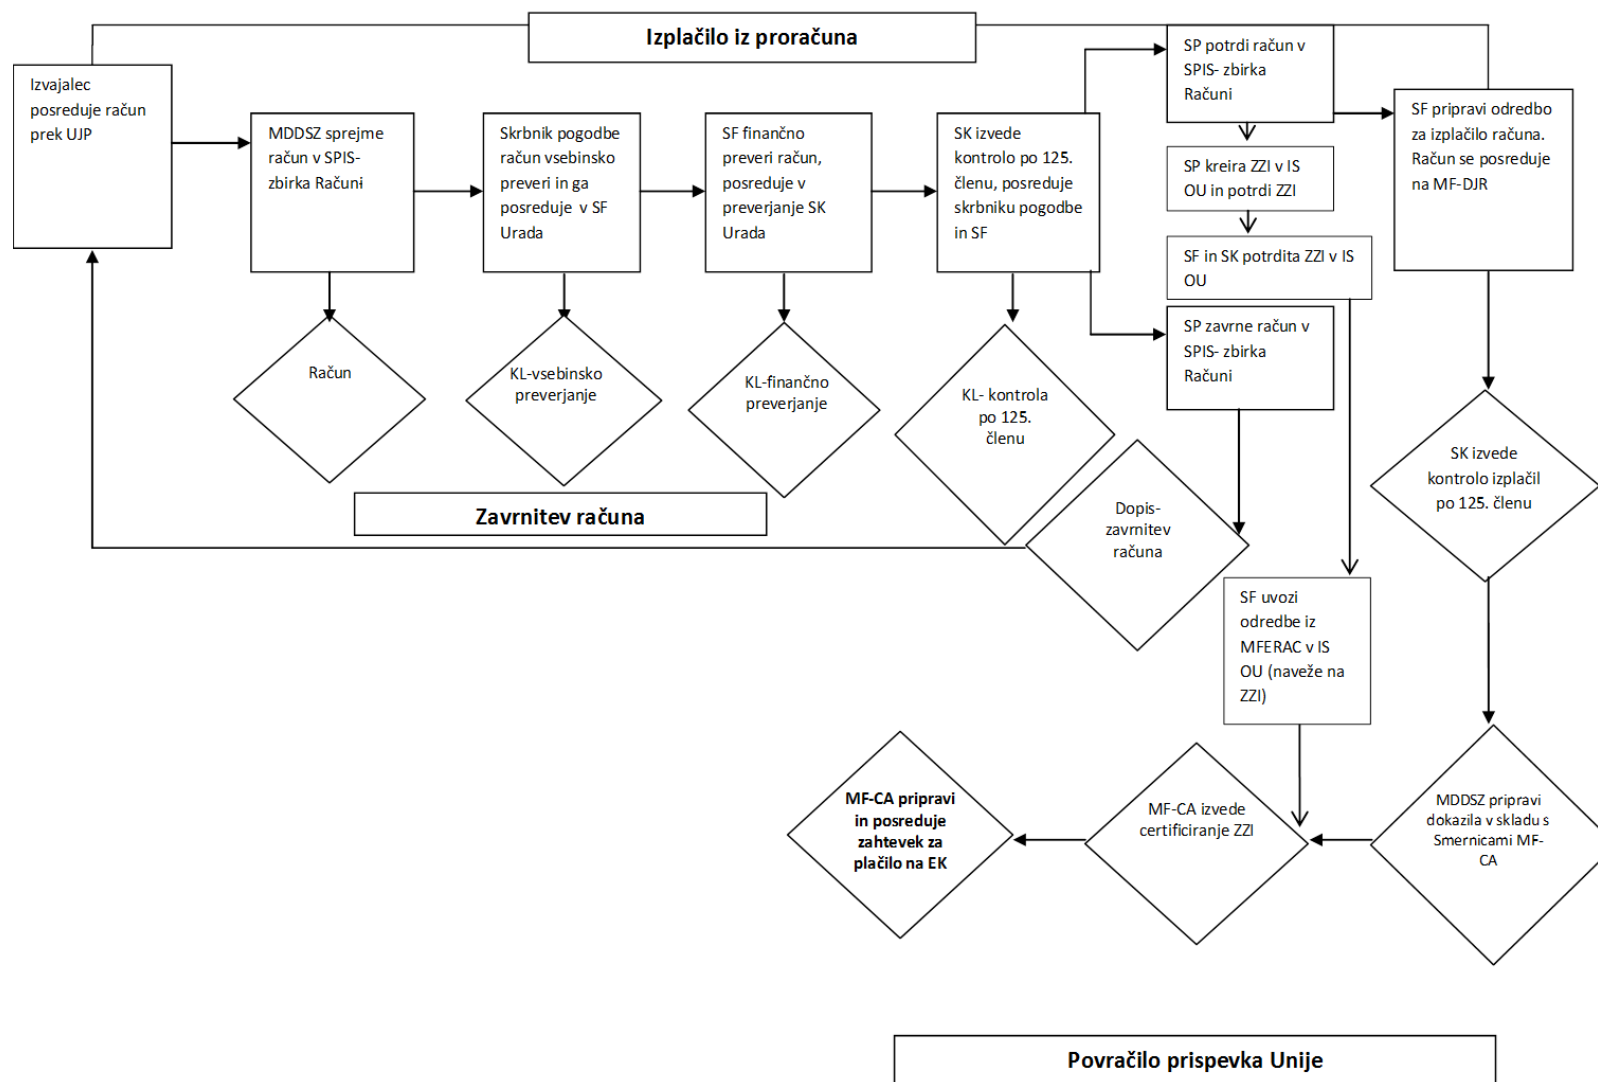 Izplačilo iz proračuna
Izvajalec
posreduje račun
prek UJP
MDDSZ sprejme
račun v SPIS-
zbirka Računi
Skrbnik pogodbe
račun vsebinsko
preveri in ga
posreduje v SF
Urada
SF finančno
preveri račun,
posreduje v
preverjanje SK
Urada
SK izvede
kontrolo po 125.
členu, posreduje
skrbniku pogodbe
in SF
SP potrdi račun v
SPIS- zbirka
Računi
SP kreira ZZI v IS
OU in potrdi ZZI
SF in SK potrdita ZZI v IS
OU
SP zavrne račun v
SPIS- zbirka
Računi
SF pripravi odredbo
za izplačilo računa.
Račun se posreduje
na MF-DJR
Račun
KL-vsebinsko
preverjanje
KL-finančno
preverjanje
KL- kontrola
po 125.
členu
Dopis-
zavrnitev
računa
SK izvede
kontrolo izplačil
po 125. členu
Zavrnitev računa
SF uvozi
odredbe iz
MFERAC v IS
OU (naveže na
ZZI)
MF-CA pripravi
in posreduje
zahtevek za
plačilo na EK
MF-CA izvede
certificiranje ZZI
MDDSZ pripravi
dokazila v skladu s
Smernicami MF-
CA
Povračilo prispevka Unije